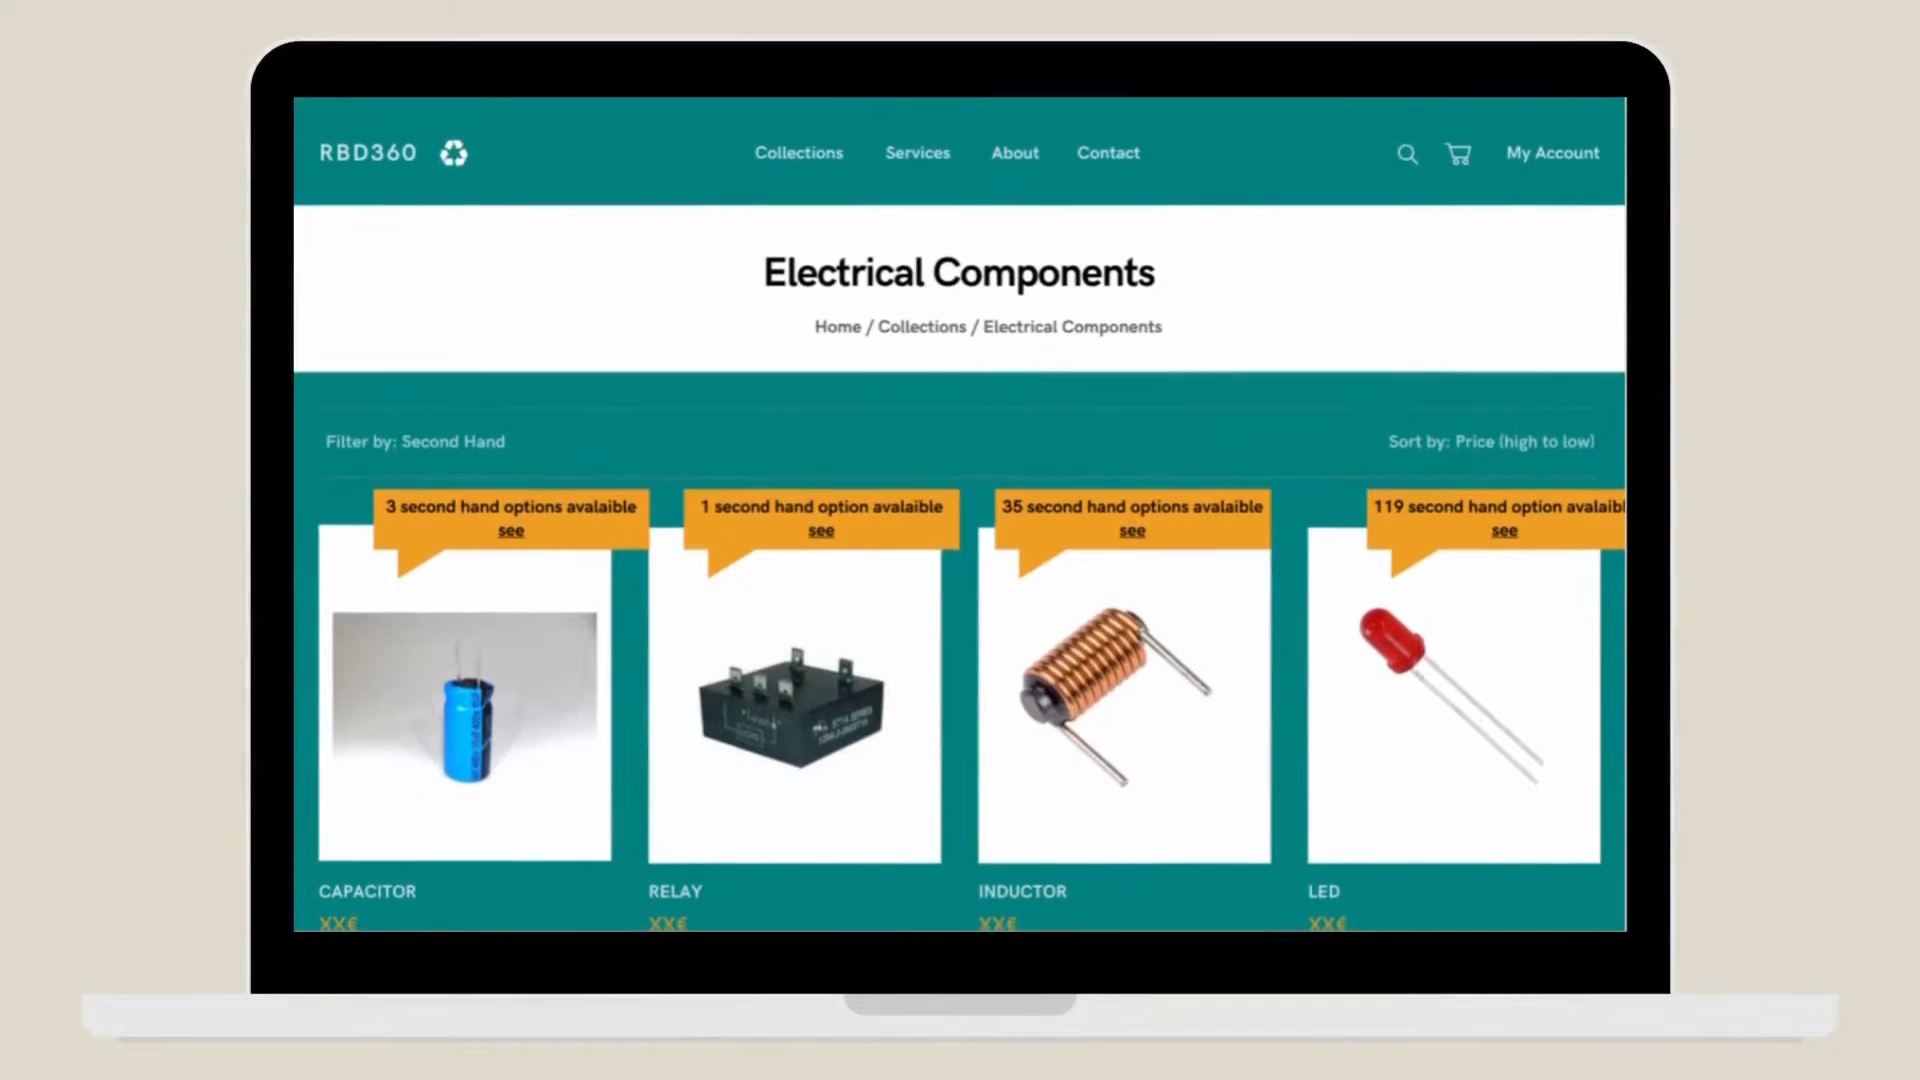 RBD360
Collections Services About Contact
My Account
Electrical Components
Home / Collections / Electrical Components
Filter by: Second Hand
Sort by: Price (high to low)
3 second hand options avalaible
see
1 second hand option avalaible
see
35 second hand options avalaible
see
119 second hand option avalaibl
see
CAPACITOR
XX€
RELAY
XX€
INDUCTOR
XX€
LED
XX€